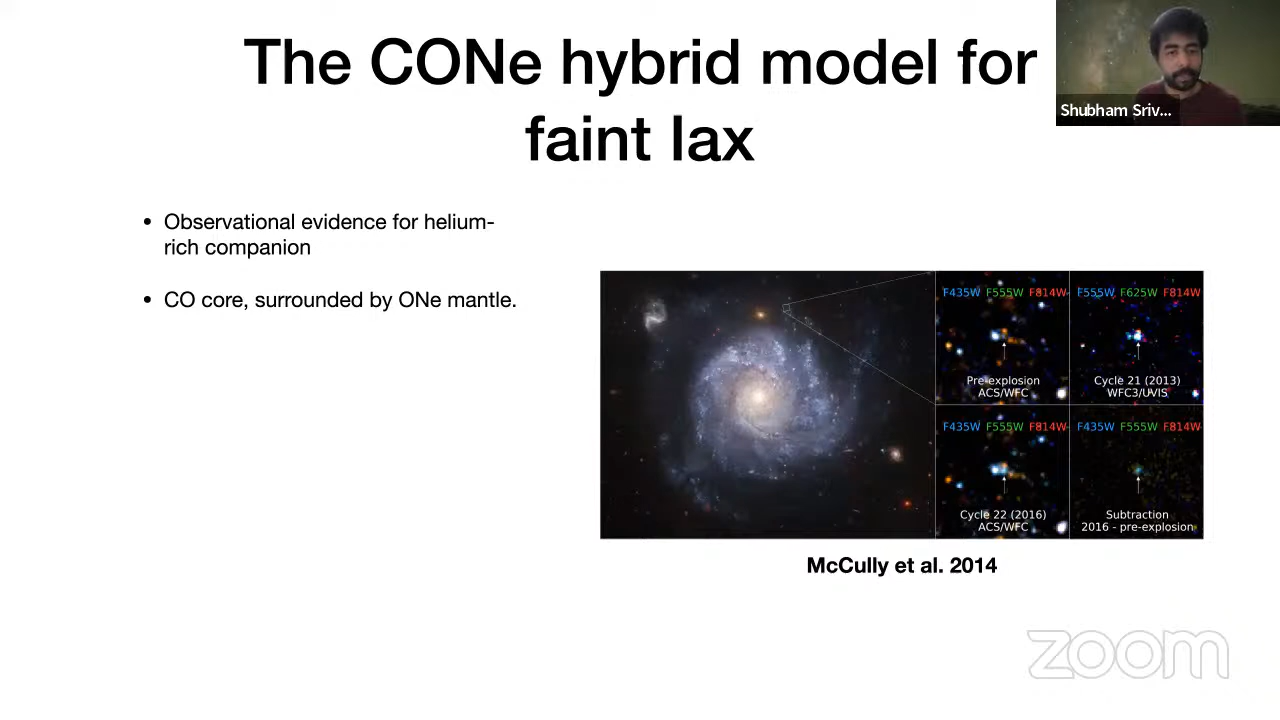 The CONe hybrid model for
faint Iax
Shubham Sriv...
• Observational evidence for helium-
rich companion
• CO core, surrounded by ONe mantle.
F435W F555W F814W
Pre-explosion
ACS/WFC
F555W F625W F814W
Cycle 21 (2013)
WFC3/UVIS
F435W F555W F814W
Cycle 22 (2016)
ACS/WFC
F435W F555W F814W
Subtraction
2016 - pre-explosion
McCully et al. 2014
zoom